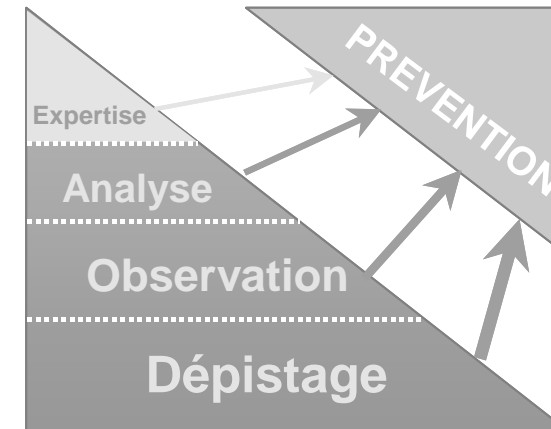 PREVENTION
Expertise
Analyse
Observation
Dépistage